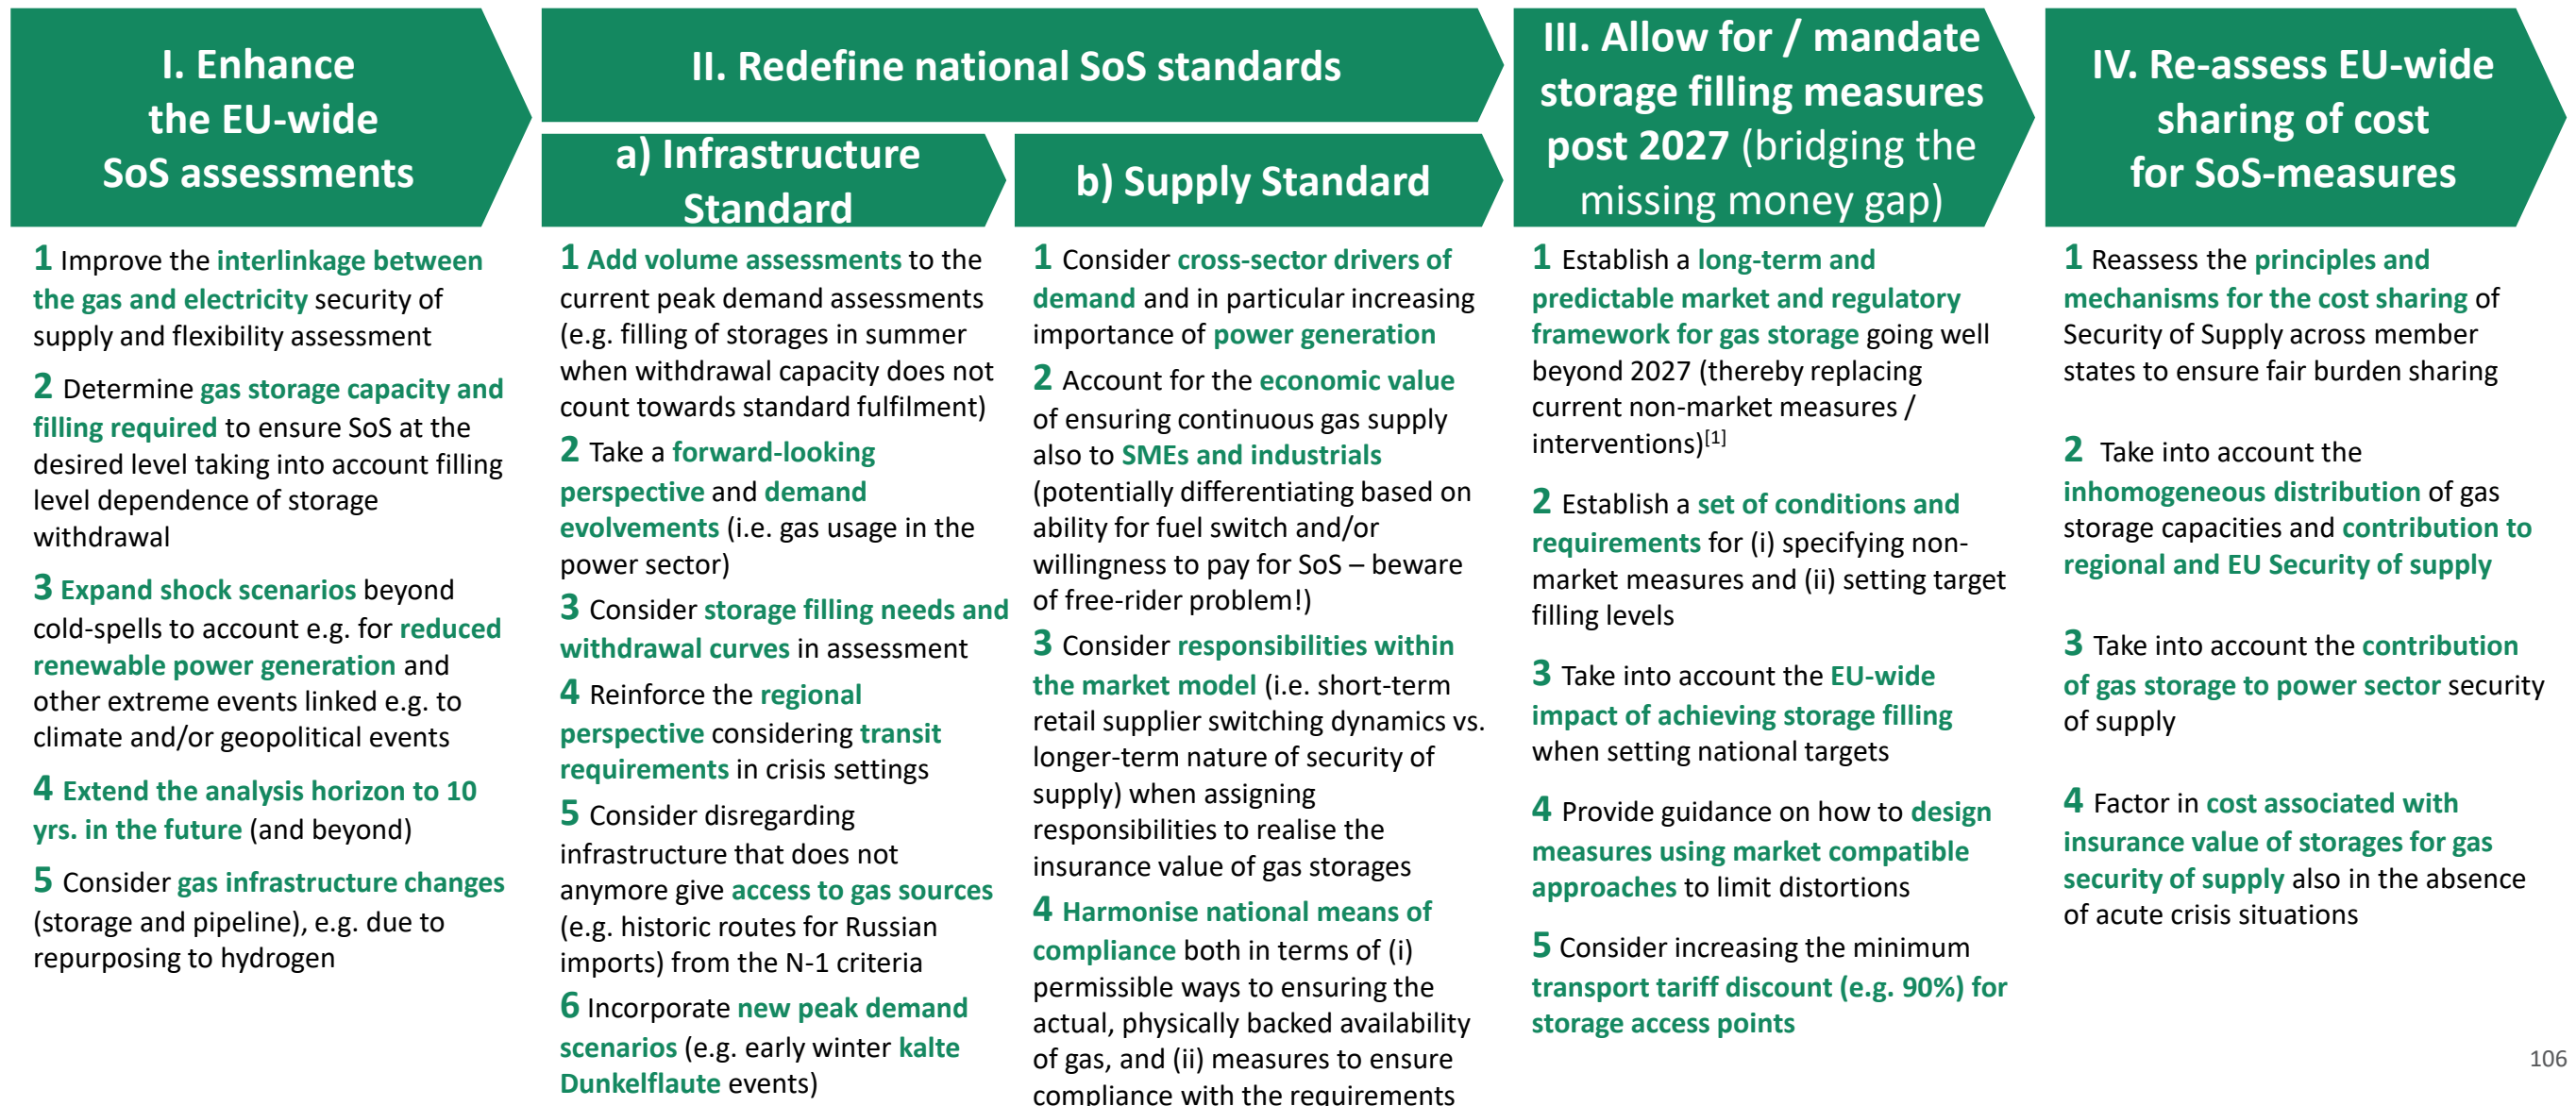 I. Enhance
the EU-wide
SoS assessments
1 Improve the interlinkage between
the gas and electricity security of
supply and flexibility assessment
2 Determine gas storage capacity and
filling required to ensure SoS at the
desired level taking into account filling
level dependence of storage
withdrawal
3 Expand shock scenarios beyond
cold-spells to account e.g. for reduced
renewable power generation and
other extreme events linked e.g. to
climate and/or geopolitical events
4 Extend the analysis horizon to 10
yrs. in the future (and beyond)
5 Consider gas infrastructure changes
(storage and pipeline), e.g. due to
repurposing to hydrogen
II. Redefine national SoS standards
a) Infrastructure
Standard
1 Add volume assessments to the
current peak demand assessments
(e.g. filling of storages in summer
when withdrawal capacity does not
count towards standard fulfilment)
2 Take a forward-looking
perspective and demand
evolvements (i.e. gas usage in the
power sector)
3 Consider storage filling needs and
withdrawal curves in assessment
4 Reinforce the regional
perspective considering transit
requirements in crisis settings
5 Consider disregarding
infrastructure that does not
anymore give access to gas sources
(e.g. historic routes for Russian
imports) from the N-1 criteria
6 Incorporate new peak demand
scenarios (e.g. early winter kalte
Dunkelflaute events)
b) Supply Standard
1 Consider cross-sector drivers of
demand and in particular increasing
importance of power generation
2 Account for the economic value
of ensuring continuous gas supply
also to SMEs and industrials
(potentially differentiating based on
ability for fuel switch and/or
willingness to pay for SoS – beware
of free-rider problem!)
3 Consider responsibilities within
the market model (i.e. short-term
retail supplier switching dynamics vs.
longer-term nature of security of
supply) when assigning
responsibilities to realise the
insurance value of gas storages
4 Harmonise national means of
compliance both in terms of (i)
permissible ways to ensuring the
actual, physically backed availability
of gas, and (ii) measures to ensure
compliance with the requirements
III. Allow for / mandate
storage filling measures
post 2027 (bridging the
missing money gap)
1 Establish a long-term and
predictable market and regulatory
framework for gas storage going well
beyond 2027 (thereby replacing
current non-market measures /
interventions)[1]
2 Establish a set of conditions and
requirements for (i) specifying non-
market measures and (ii) setting target
filling levels
3 Take into account the EU-wide
impact of achieving storage filling
when setting national targets
4 Provide guidance on how to design
measures using market compatible
approaches to limit distortions
5 Consider increasing the minimum
transport tariff discount (e.g. 90%) for
storage access points
IV. Re-assess EU-wide
sharing of cost
for SoS-measures
1 Reassess the principles and
mechanisms for the cost sharing of
Security of Supply across member
states to ensure fair burden sharing
2 Take into account the
inhomogeneous distribution of gas
storage capacities and contribution to
regional and EU Security of supply
3 Take into account the contribution
of gas storage to power sector security
of supply
4 Factor in cost associated with
insurance value of storages for gas
security of supply also in the absence
of acute crisis situations
106